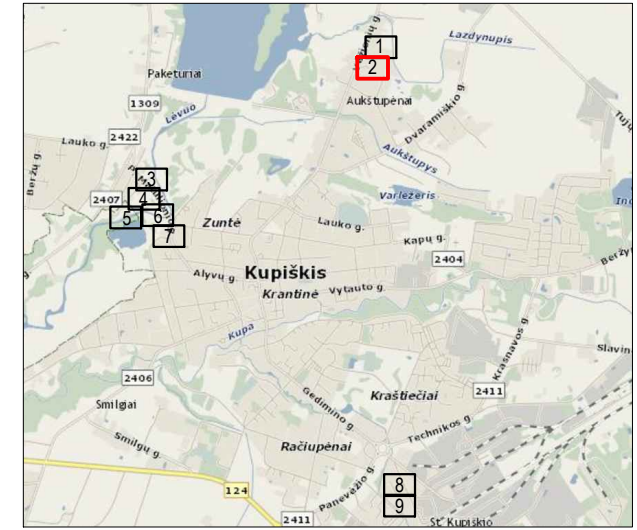 1
Lazdynupis
2
Paketuriai
Aukštupėnai
1309
Dvaramiškio g.
Levuo
2422
Lauko g.
Aukštupys
Beržų g.
3
2407
4
Varležeris
5
6
Zuntė
Lauko g.
7
Kapų g.
2404
Alyvų g.
Kupiškis
Krantinė
Vytauto g.
Kupa
Krasnavos g.
Slavin
2406
Smilgiai
Gedimino g.
Kraštiečiai
2411
Smilgų g.
Račiupėnai
Technikos g.
124
Panevėžio g.
8
9
2411
St. Kupiškio